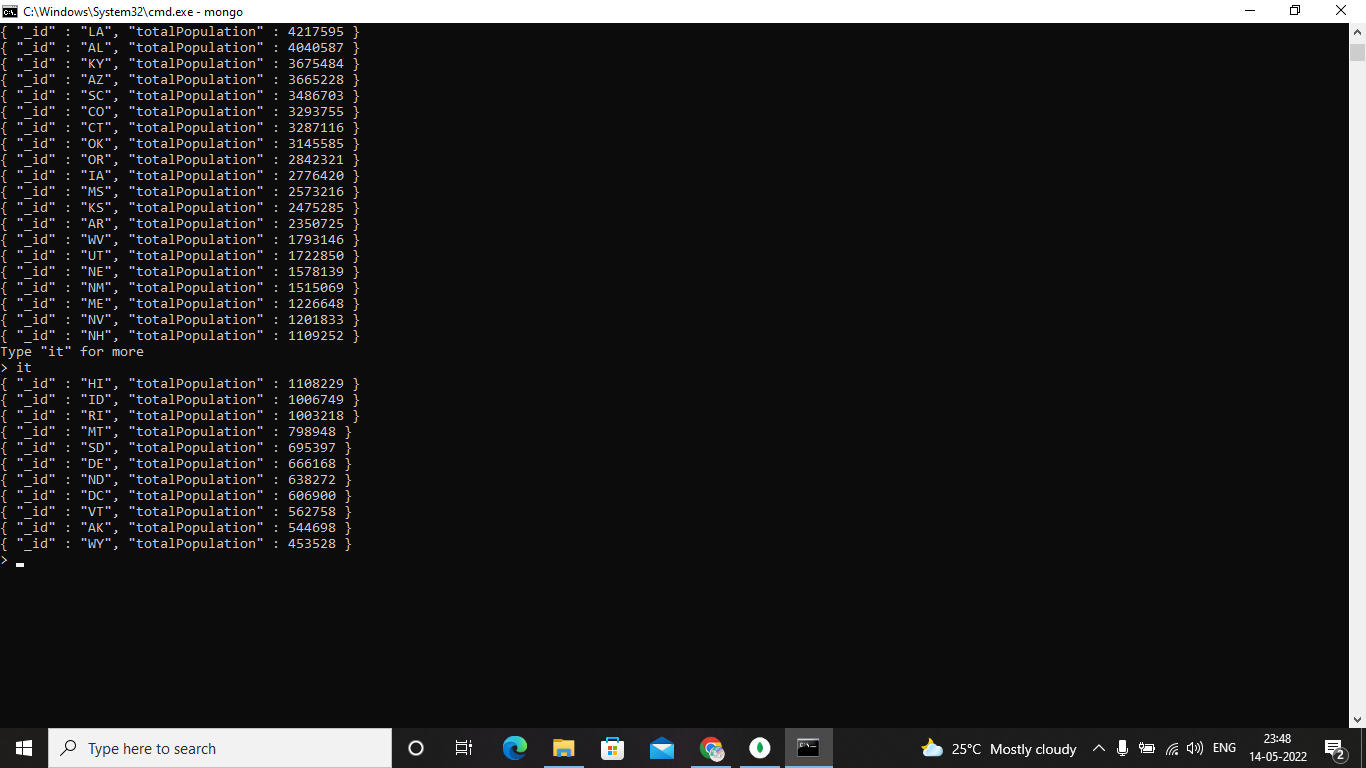 C:\Windows\System32\cmd.exe - mongo
{ "_id" : "LA", "totalPopulation" : 4217595 }
{ "_id" : "AL", "totalPopulation" : 4040587 }
{ "_id" : "KY", "totalPopulation" : 3675484 }
{ "_id" : "AZ", "totalPopulation" : 3665228 }
{ "_id" : "SC", "totalPopulation" : 3486703 }
{ "_id" : "CO", "totalPopulation" : 3293755 }
{ "_id" : "CT", "totalPopulation" : 3287116 }
{ "_id" : "OK", "totalPopulation" : 3145585 }
{ "_id" : "OR", "totalPopulation" : 2842321 }
{ "_id" : "IA", "totalPopulation" : 2776420 }
{ "_id" : "MS", "totalPopulation" : 2573216 }
{ "_id" : "KS", "totalPopulation" : 2475285 }
{ "_id" : "AR", "totalPopulation" : 2350725 }
{ "_id" : "WV", "totalPopulation" : 1793146 }
{ "_id" : "UT", "totalPopulation" : 1722850 }
{ "_id" : "NE", "totalPopulation" : 1578139 }
{ "_id" : "NM", "totalPopulation" : 1515069 }
{ "_id" : "ME", "totalPopulation" : 1226648 }
{ "_id" : "NV", "totalPopulation" : 1201833 }
{ "_id" : "NH", "totalPopulation" : 1109252 }
Type "it" for more
> it
{ "_id" : "HI", "totalPopulation" : 1108229 }
{ "_id" : "ID", "totalPopulation" : 1006749 }
{ "_id" : "RI", "totalPopulation" : 1003218 }
{ "_id" : "MT", "totalPopulation" : 798948 }
{ "_id" : "SD", "totalPopulation" : 695397 }
{ "_id" : "DE", "totalPopulation" : 666168 }
{ "_id" : "ND", "totalPopulation" : 638272 }
{ "_id" : "DC", "totalPopulation" : 606900 }
{ "_id" : "VT", "totalPopulation" : 562758 }
{ "_id" : "AK", "totalPopulation" : 544698 }
{ "_id" : "WY", "totalPopulation" : 453528 }
>
Type here to search
25°C Mostly cloudy
ENG
23:48
14-05-2022
2